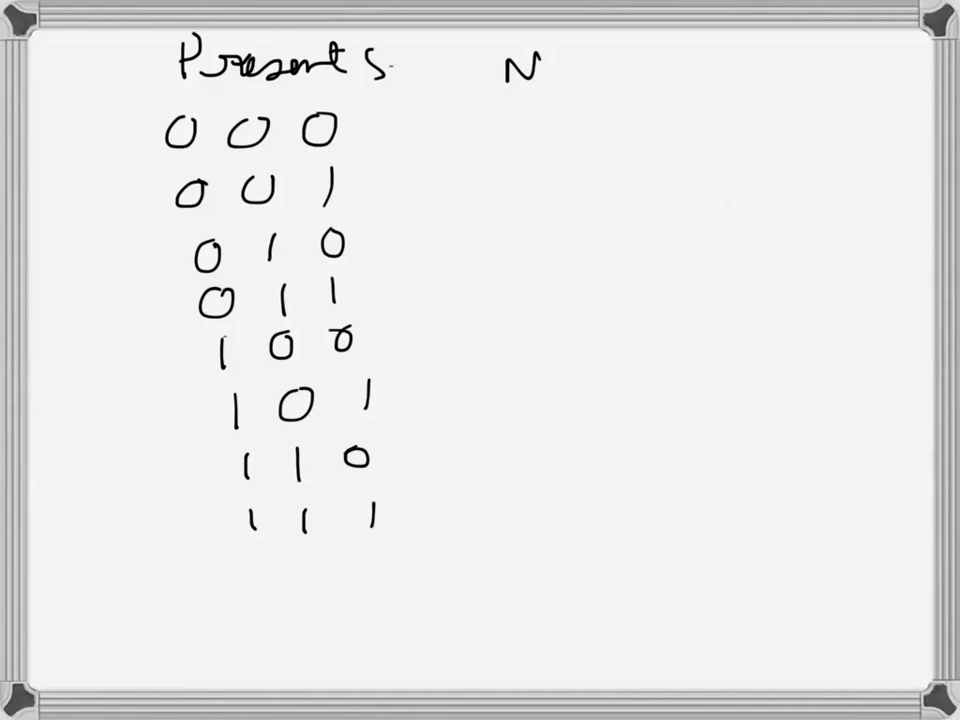 Present S. N
0 0 0
0 0 1
0 1 0
0 1 1
1 0 0
1 0 1
1 1 0
1 1 1